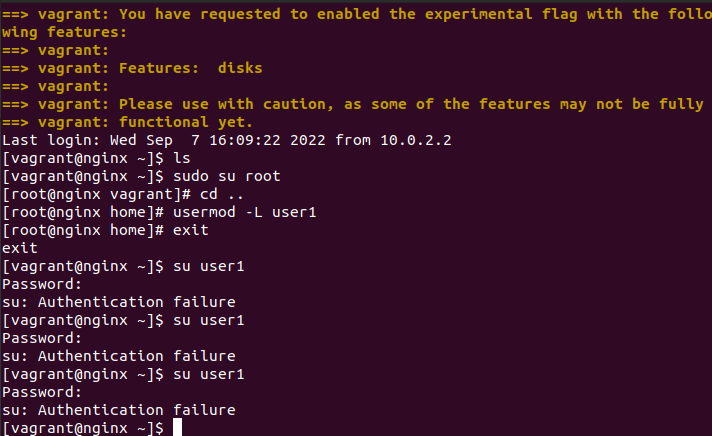 ==> vagrant: You have requested to enabled the experimental flag with the follo
wing features:
==> vagrant:
==> vagrant: Features:  disks
==> vagrant:
==> vagrant: Please use with caution, as some of the features may not be fully
==> vagrant: functional yet.
Last login: Wed Sep  7 16:09:22 2022 from 10.0.2.2
[vagrant@nginx ~]$ ls
[vagrant@nginx ~]$ sudo su root
[root@nginx vagrant]# cd ..
[root@nginx home]# usermod -L user1
[root@nginx home]# exit
exit
[vagrant@nginx ~]$ su user1
Password:
su: Authentication failure
[vagrant@nginx ~]$ su user1
Password:
su: Authentication failure
[vagrant@nginx ~]$ su user1
Password:
su: Authentication failure
[vagrant@nginx ~]$